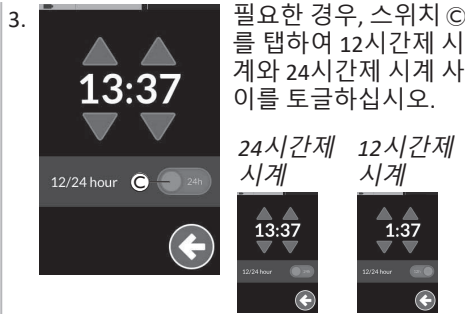 3.
필요한 경우, 스위치 Ⓒ
를 탭하여 12시간제 시
계와 24시간제 시계 사
이를 토글하십시오.
13:37
12/24 hour Ⓒ 24h
24시간제 12시간제
시계 시계
13:37 1:37
12/24 hour 12/24 hour